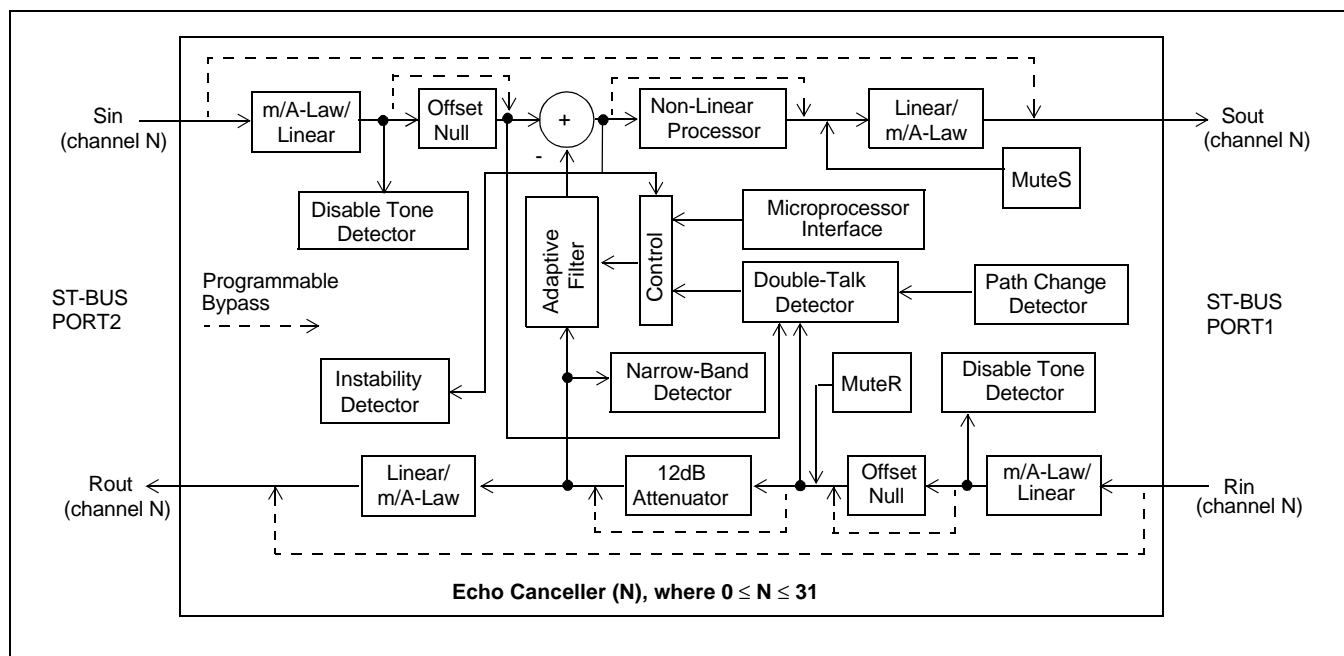 Sin
(channel N)
m/A-Law/
Linear
Offset
Null
+
-
Non-Linear
Processor
Linear/
m/A-Law
Sout
(channel N)
MuteS
Disable Tone
Detector
Microprocessor
Interface
Adaptive
Filter
Control
Double-Talk
Detector
Path Change
Detector
Programmable
Bypass
ST-BUS
PORT2
ST-BUS
PORT1
Instability
Detector
Narrow-Band
Detector
MuteR
Disable Tone
Detector
Rout
(channel N)
Linear/
m/A-Law
12dB
Attenuator
Offset
Null
m/A-Law/
Linear
Rin
(channel N)
Echo Canceller (N), where 0 ≤ N ≤ 31